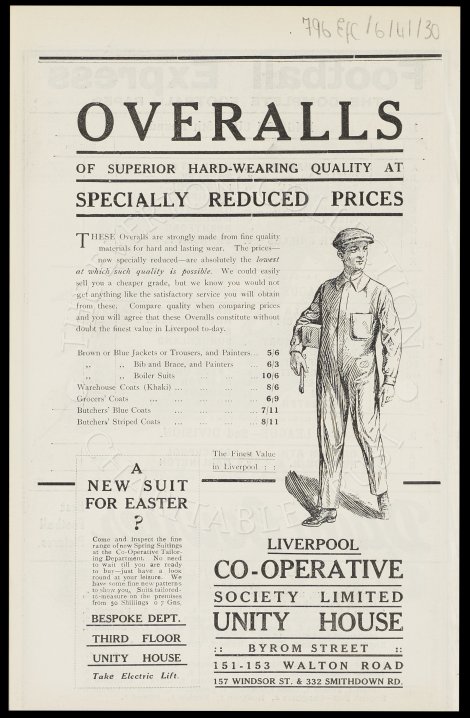 796 Efc/6/41/30
OVERALLS
OF SUPERIOR HARD-WEARING QUALITY AT
SPECIALLY REDUCED PRICES
THESE Overalls are strongly made from fine quality
materials for hard and lasting wear. The prices—
now specially reduced—are absolutely the lowest
at which such quality is possible. We could easily
sell you a cheaper grade, but we know you would not
get anything like the satisfactory service you will obtain
from these. Compare quality when comparing prices
and you will agree that these Overalls constitute without
doubt the finest value in Liverpool to-day.
Brown or Blue Jackets or Trousers, and Painters... 5/6
„ „ Bib and Brace, and Painters ... 6/3
„ „ Boiler Suits ... ... ... 10/6
Warehouse Coats (Khaki) ... ... ... ... 8/6
Grocers' Coats ... ... ... ... ... 6/9
Butchers' Blue Coats ... ... ... ... 7/11
Butchers' Striped Coats ... ... ... ... 8/11
The Finest Value
in Liverpool : :
A
NEW SUIT
FOR EASTER
?
Come and inspect the fine
range of new Spring Suitings
at the Co-Operative Tailor-
ing Department. No need
to wait till you are ready
to buy—just have a look
round at your leisure. We
have some fine new patterns
to show you. Suits tailored-
to-measure on the premises
from 50 Shillings 0 7 Gns.
BESPOKE DEPT.
THIRD FLOOR
UNITY HOUSE
Take Electric Lift.
LIVERPOOL
CO-OPERATIVE
SOCIETY LIMITED
UNITY HOUSE
:: BYROM STREET ::
151-153 WALTON ROAD
157 WINDSOR ST. & 332 SMITHDOWN RD.